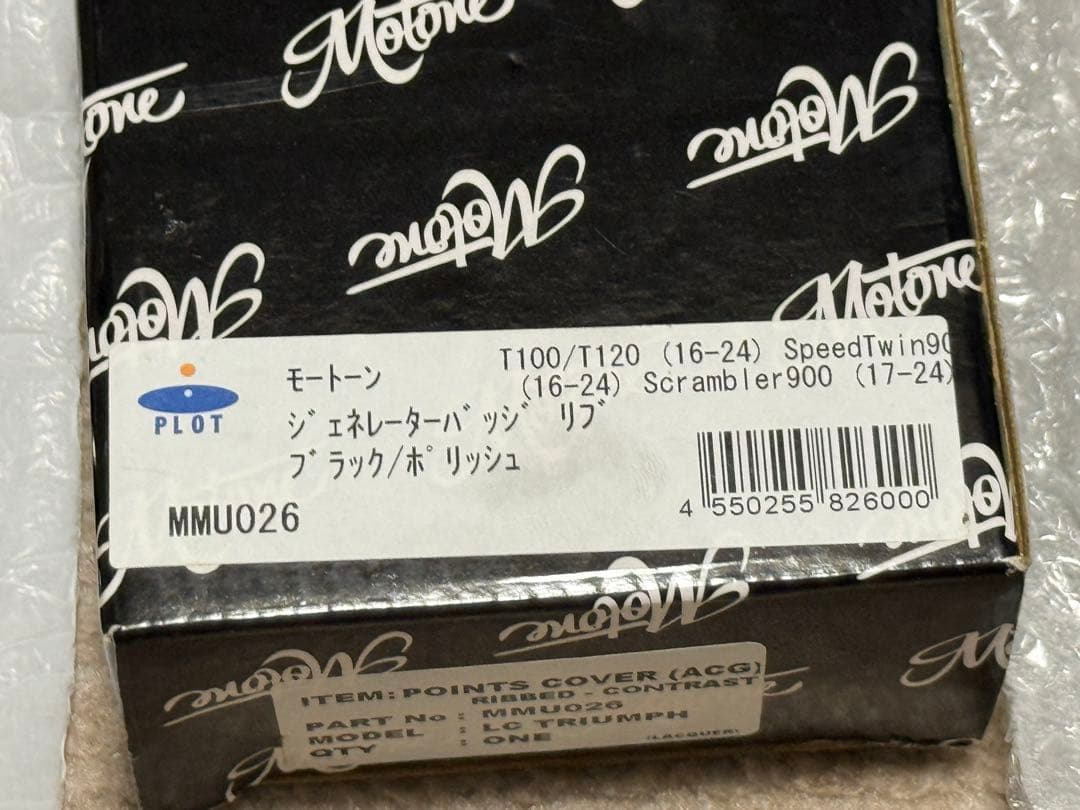 Motone
one
Motone
Motone
Motone
Motone
モートーン
T100/T120 (16-24) SpeedTwin90
(16-24) Scrambler900 (17-24)
ジェネレーターバッジ リブ
ブラック/ポリッシュ
PLOT
MMU026
4 550255 826000
Motone
ITEM: POINTS COVER (ACG)
RIBBED - CONTRAST
PART No : MMU026
MODEL : LC TRIUMPH
QTY : ONE
(LACQUER)